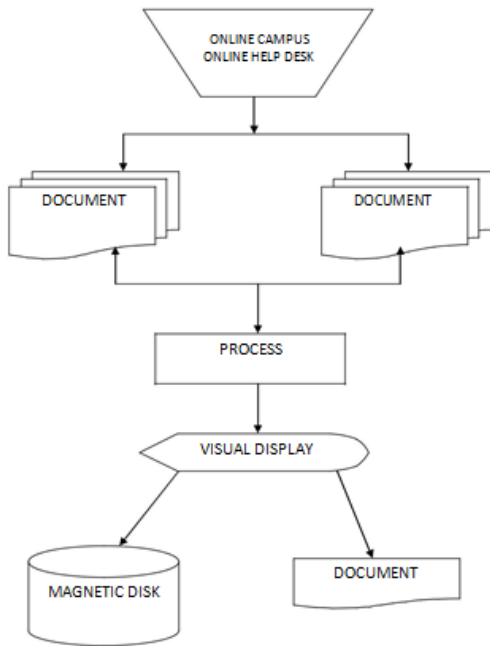 ONLINE CAMPUS
ONLINE HELP DESK
DOCUMENT
DOCUMENT
PROCESS
VISUAL DISPLAY
MAGNETIC DISK
DOCUMENT